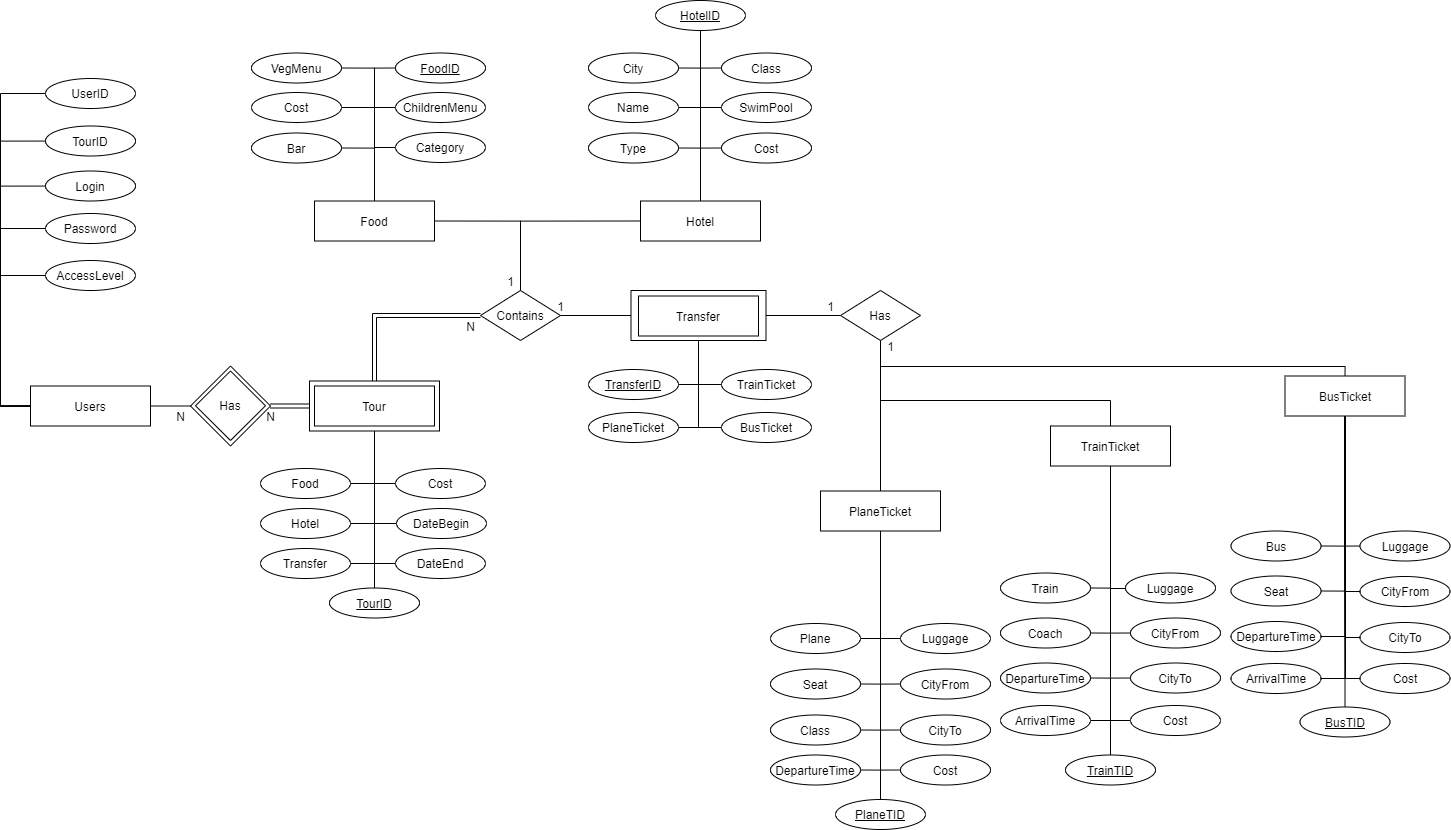 HotelID
VegMenu
FoodID
Cost
ChildrenMenu
Bar
Category
City
Class
Name
SwimPool
Type
Cost
UserID
TourID
Login
Password
AccessLevel
Food
Hotel
1
Contains
1
N
Transfer
1
Has
1
TransferID
TrainTicket
PlaneTicket
BusTicket
Users
N
Has
N
Tour
Food
Cost
Hotel
DateBegin
Transfer
DateEnd
TourID
BusTicket
TrainTicket
PlaneTicket
Plane
Luggage
Seat
CityFrom
Class
CityTo
DepartureTime
Cost
PlaneTID
Train
Luggage
Coach
CityFrom
DepartureTime
CityTo
ArrivalTime
Cost
TrainTID
Bus
Luggage
Seat
CityFrom
DepartureTime
CityTo
ArrivalTime
Cost
BusTID